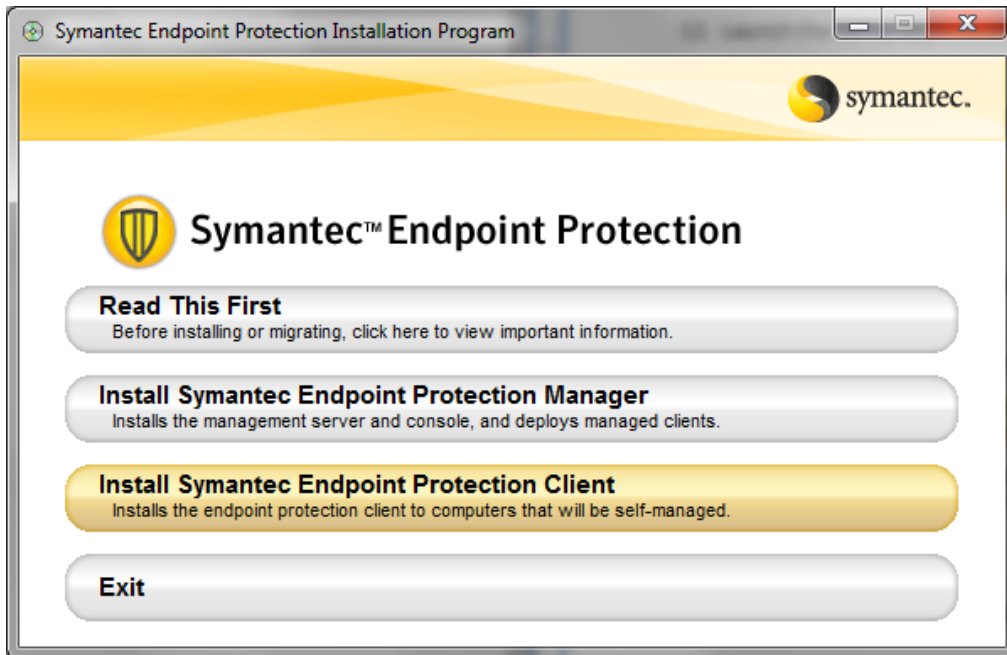 Symantec Endpoint Protection Installation Program
symantec.
Symantec™ Endpoint Protection
Read This First
Before installing or migrating, click here to view important information.
Install Symantec Endpoint Protection Manager
Installs the management server and console, and deploys managed clients.
Install Symantec Endpoint Protection Client
Installs the endpoint protection client to computers that will be self-managed.
Exit